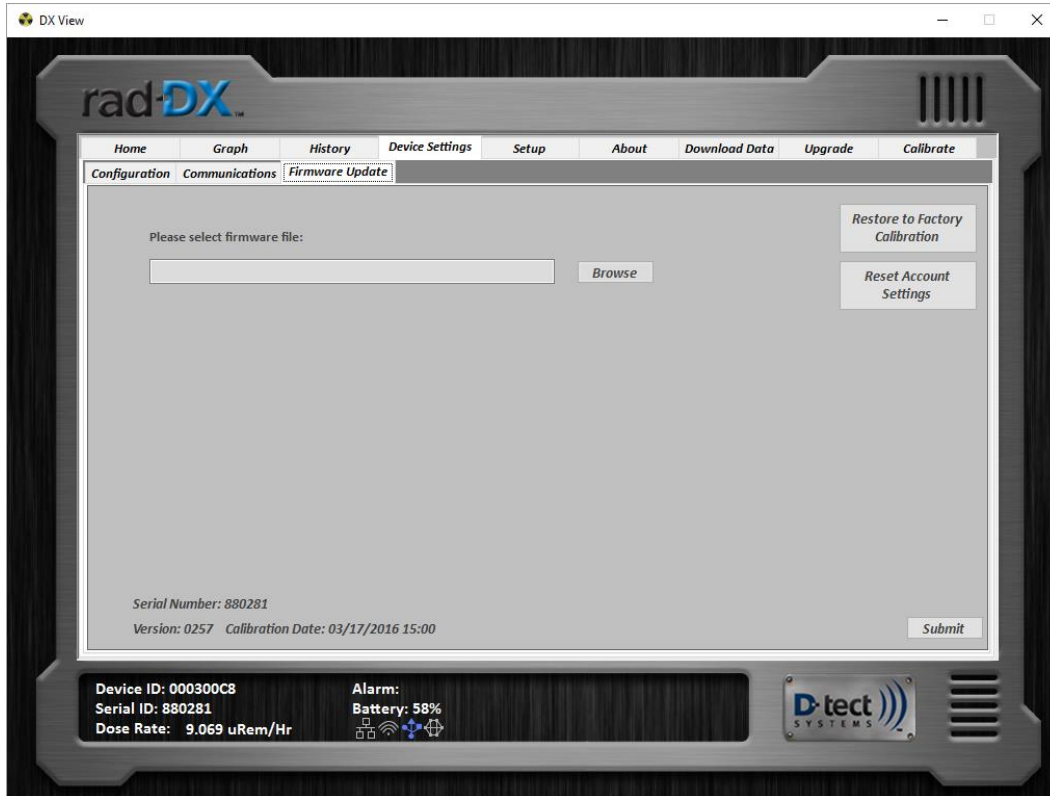 DX View
rad-DX™
Home Graph History Device Settings Setup About Download Data Upgrade Calibrate
Configuration Communications Firmware Update
Restore to Factory
Calibration
Please select firmware file:
Browse
Reset Account
Settings
Serial Number: 880281
Version: 0257 Calibration Date: 03/17/2016 15:00
Submit
Device ID: 000300C8
Serial ID: 880281
Dose Rate: 9.069 uRem/Hr
Alarm:
Battery: 58%
D-tect
SYSTEMS™